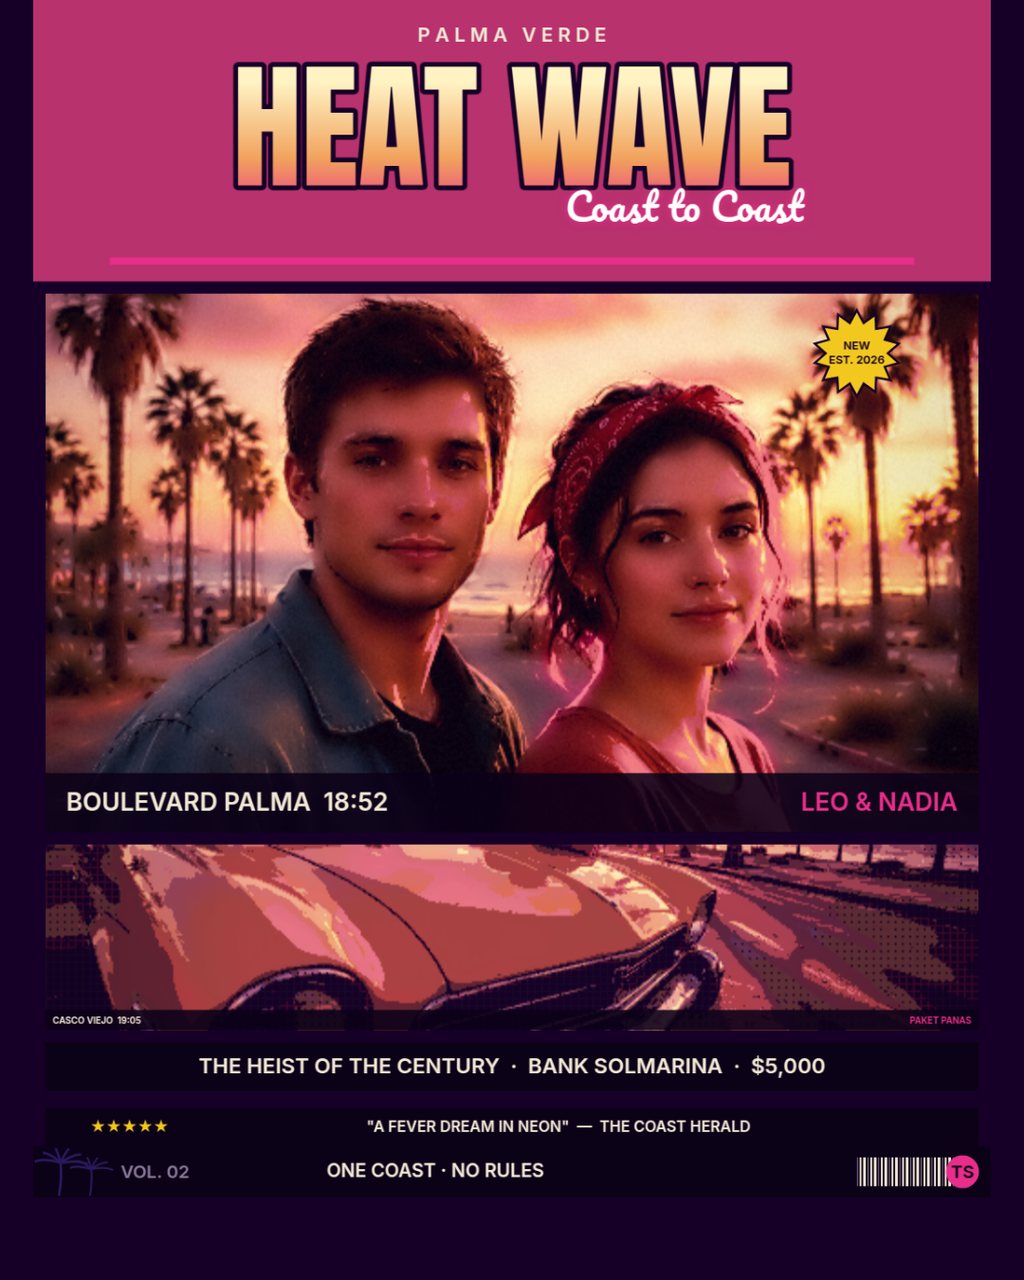 PALMA VERDE
HEAT WAVE
Coast to Coast
NEW
EST. 2026
BOULEVARD PALMA 18:52
LEO & NADIA
CASCO VIEJO 19:05
PAKET PANAS
THE HEIST OF THE CENTURY · BANK SOLMARINA · $5,000
★★★★★ "A FEVER DREAM IN NEON" — THE COAST HERALD
VOL. 02
ONE COAST · NO RULES
TS